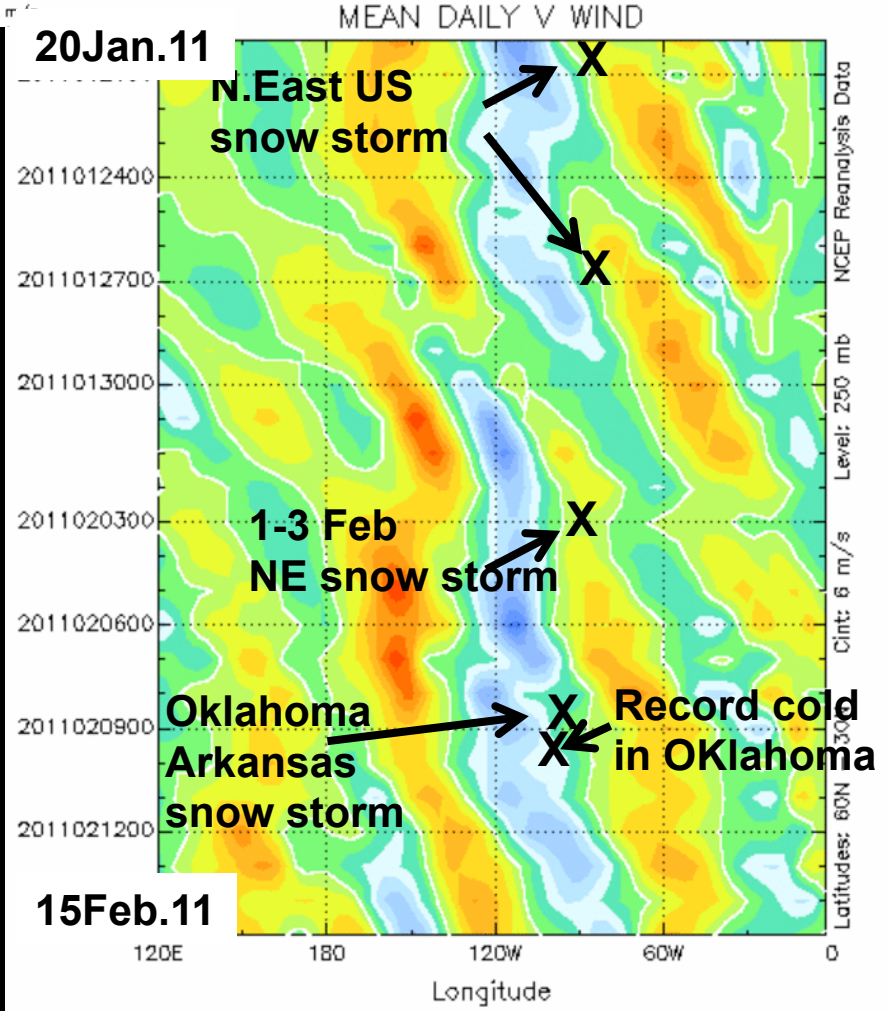 MEAN DAILY V WIND
20Jan.11
N.East US
snow storm
X
X
2011012400
2011012700
2011013000
2011020300
1-3 Feb
NE snow storm
X
2011020600
2011020900
Oklahoma
Arkansas
snow storm
X
X
Record cold
in OKlahoma
2011021200
15Feb.11
120E 180 120W 60W 0
Longitude
NCEP Reanalysis Data
Level: 250 mb
Cint: 6 m/s
Latitudes: 60N